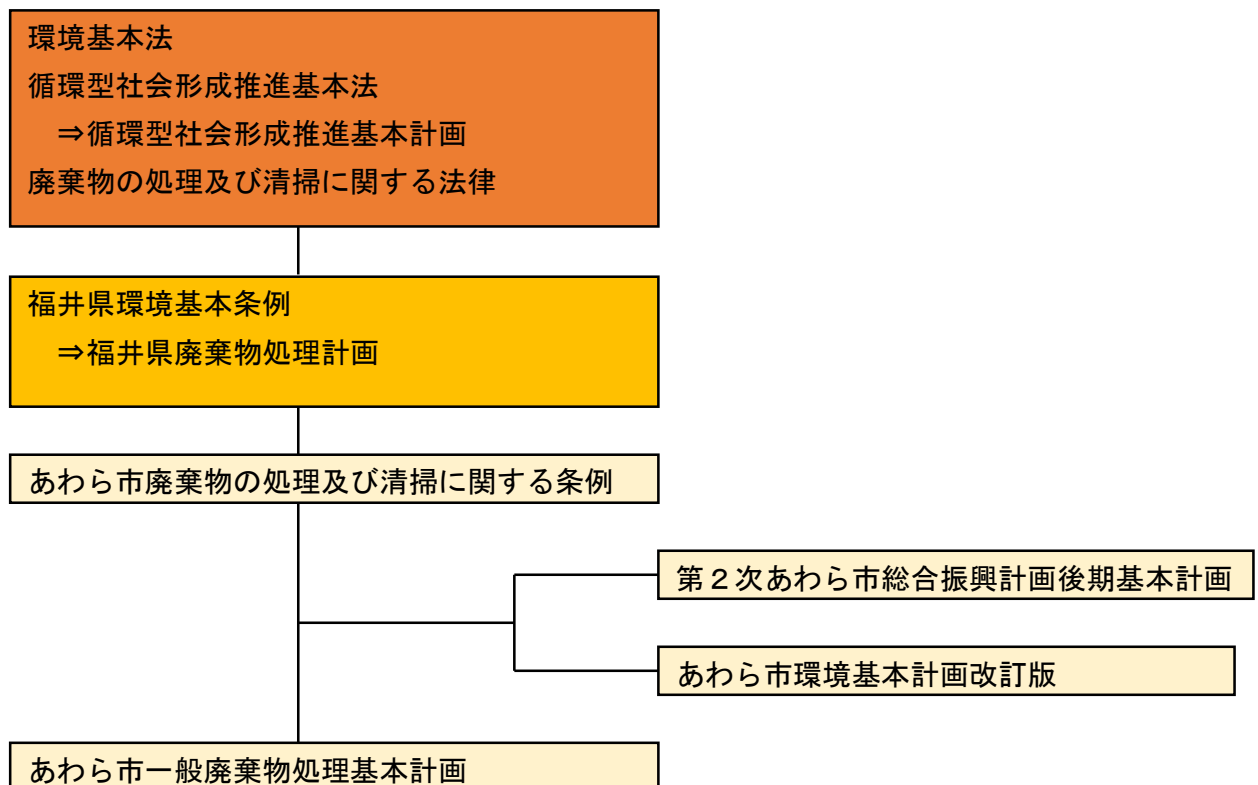 環境基本法
循環型社会形成推進基本法
⇒循環型社会形成推進基本計画
廃棄物の処理及び清掃に関する法律
福井県環境基本条例
⇒福井県廃棄物処理計画
あわら市廃棄物の処理及び清掃に関する条例
第２次あわら市総合振興計画後期基本計画
あわら市環境基本計画改訂版
あわら市一般廃棄物処理基本計画